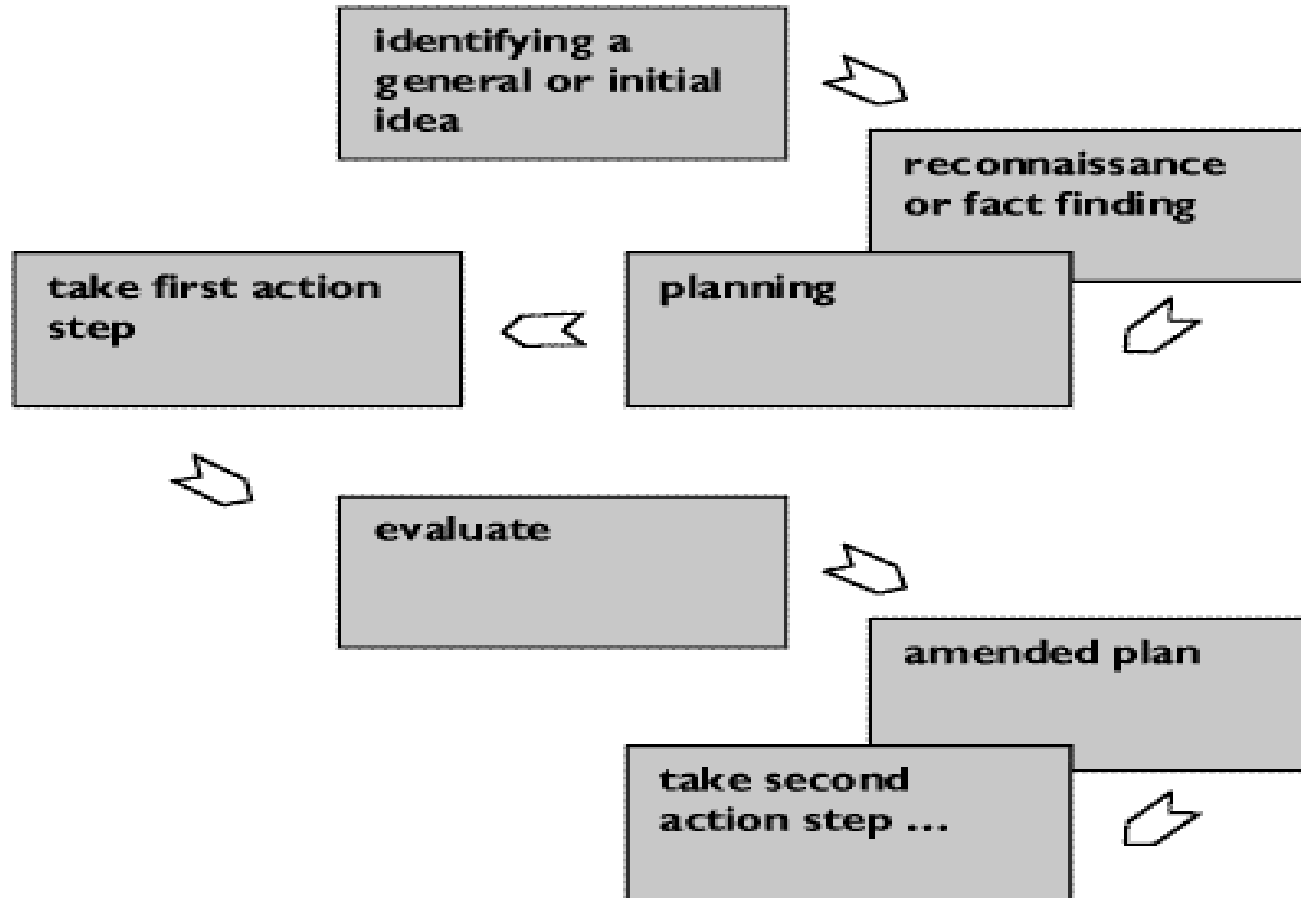 identifying a
general or initial
idea
reconnaissance
or fact finding
planning
take first action
step
evaluate
amended plan
take second
action step ...